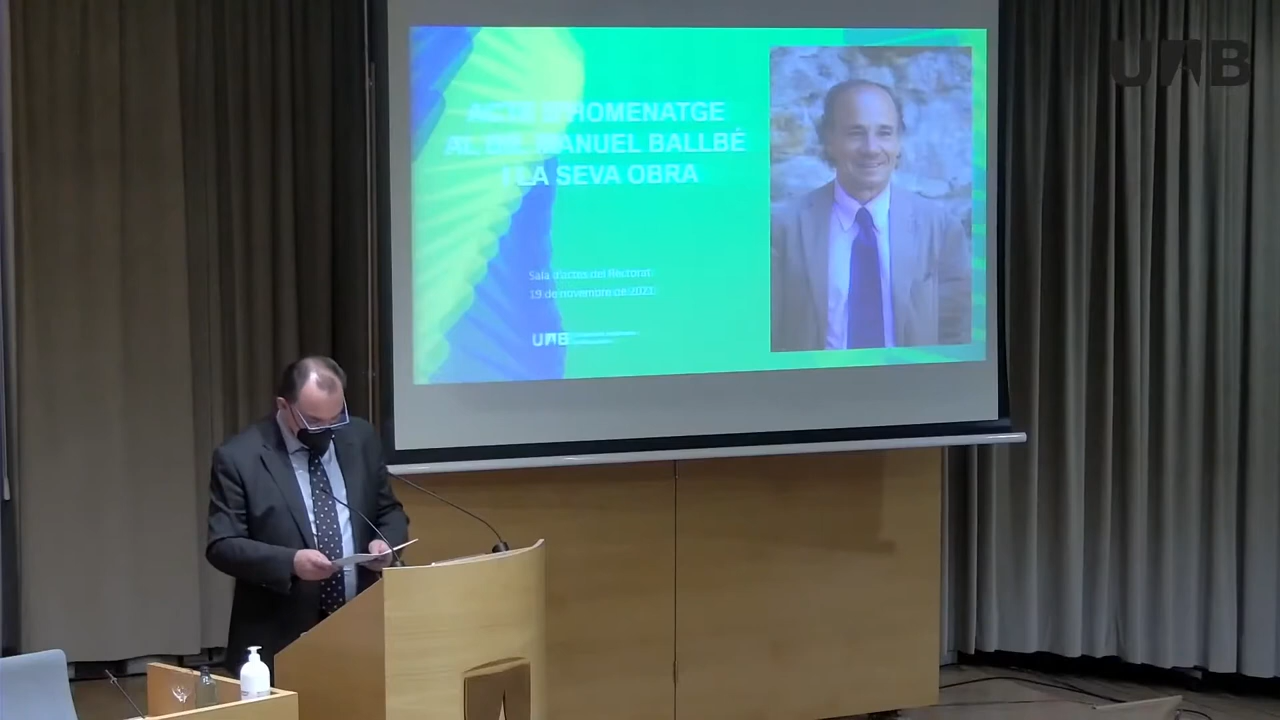 ACTE D'HOMENATGE
AL DR. MANUEL BALLBÉ
I LA SEVA OBRA
Sala d'actes del Rectorat
19 de novembre de 2021
UAB
UAB